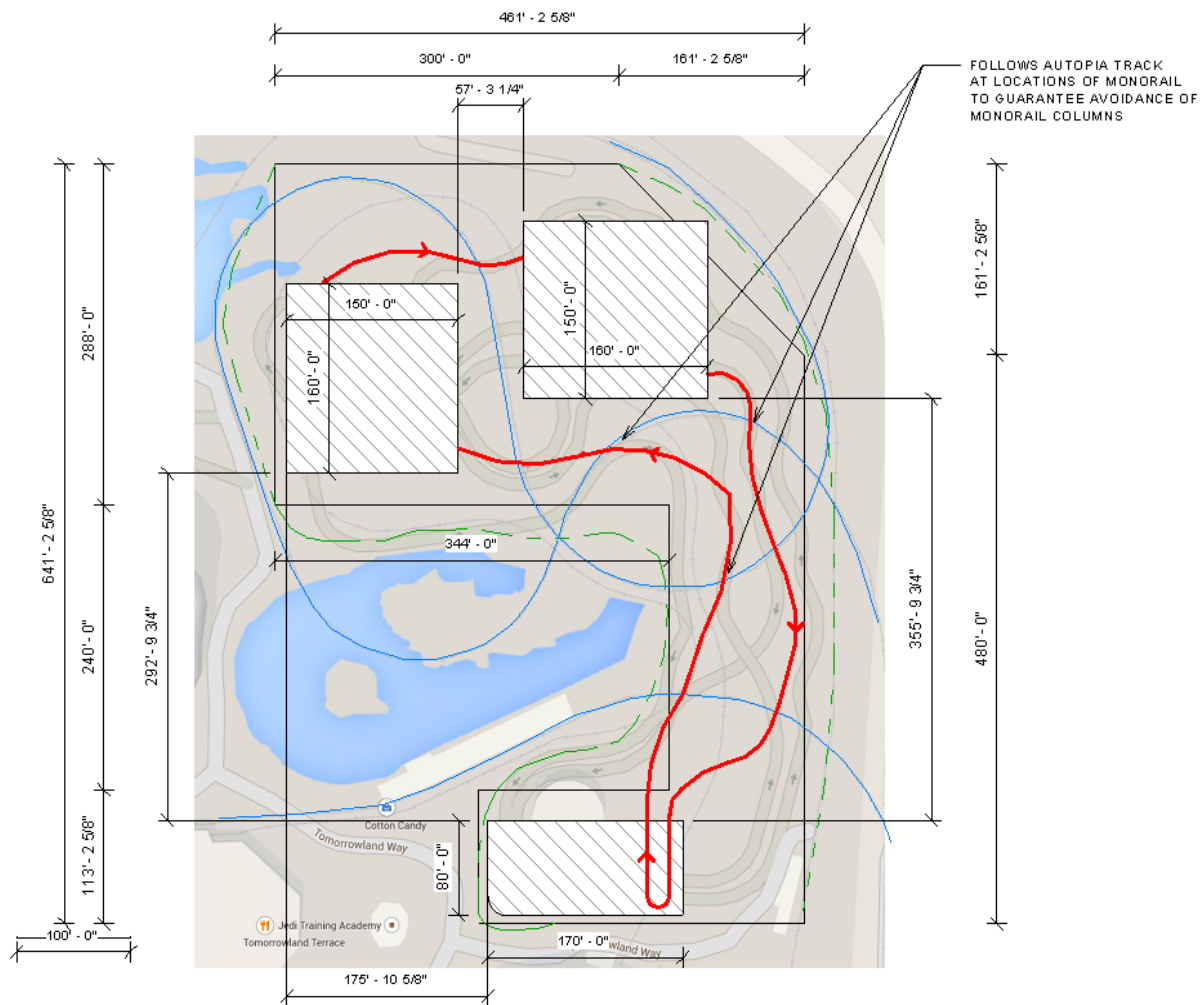 461' - 2 5/8"
300' - 0"
161' - 2 5/8"
57' - 3 1/4"
FOLLOWS AUTOPIA TRACK
AT LOCATIONS OF MONORAIL
TO GUARANTEE AVOIDANCE OF
MONORAIL COLUMNS
161' - 2 5/8"
288' - 0"
150' - 0"
150' - 0"
160' - 0"
160' - 0"
641' - 2 5/8"
344' - 0"
240' - 0"
292' - 9 3/4"
355' - 9 3/4"
480' - 0"
Cotton Candy
Tomorrowland Way
113' - 2 5/8"
80' - 0"
Jedi Training Academy
Tomorrowland Terrace
100' - 0"
170' - 0"
wland Way
175' - 10 5/8"